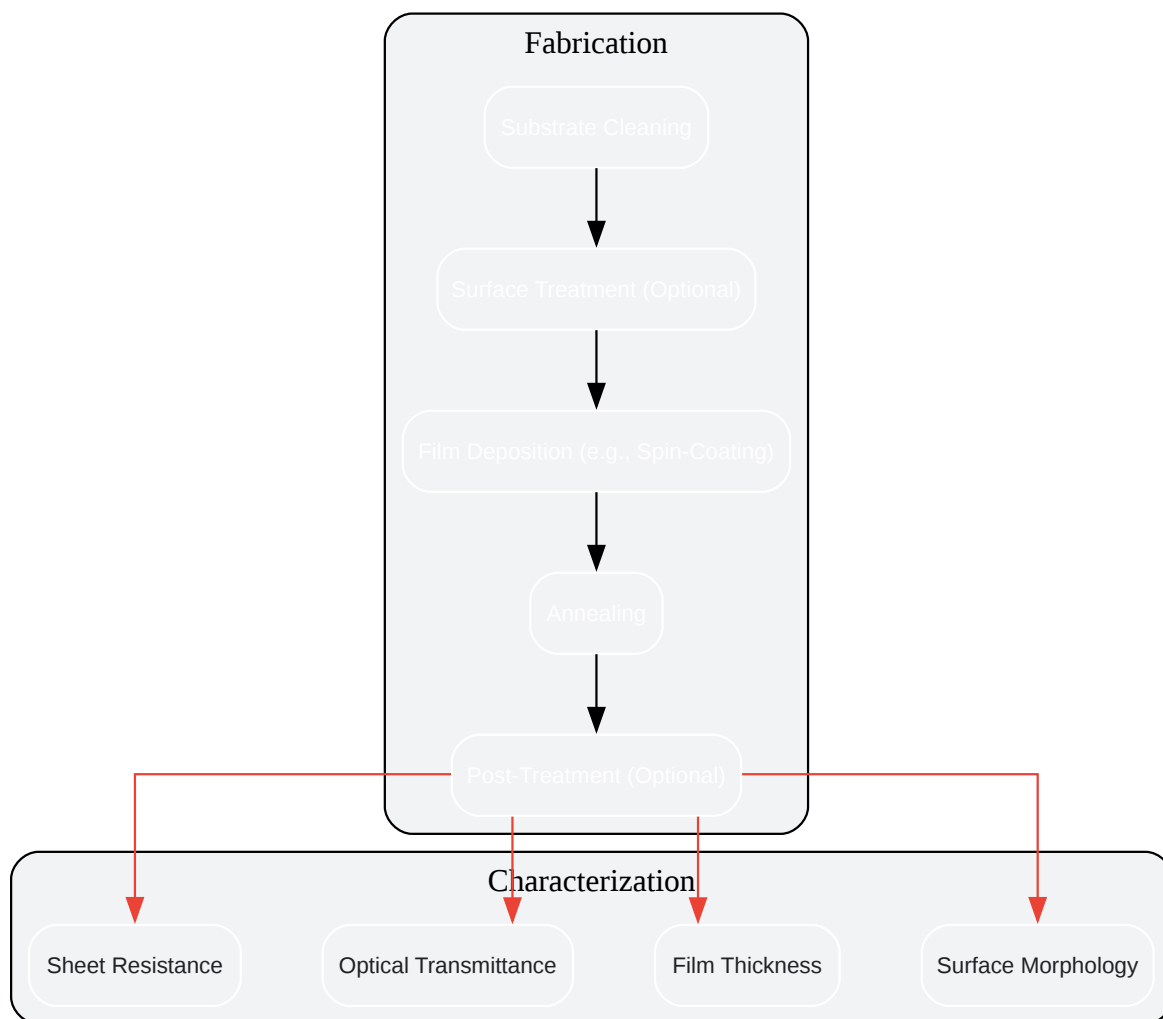 Fabrication
Substrate Cleaning
Surface Treatment (Optional)
Film Deposition (e.g., Spin-Coating)
Annealing
Post-Treatment (Optional)
Characterization
Sheet Resistance
Optical Transmittance
Film Thickness
Surface Morphology